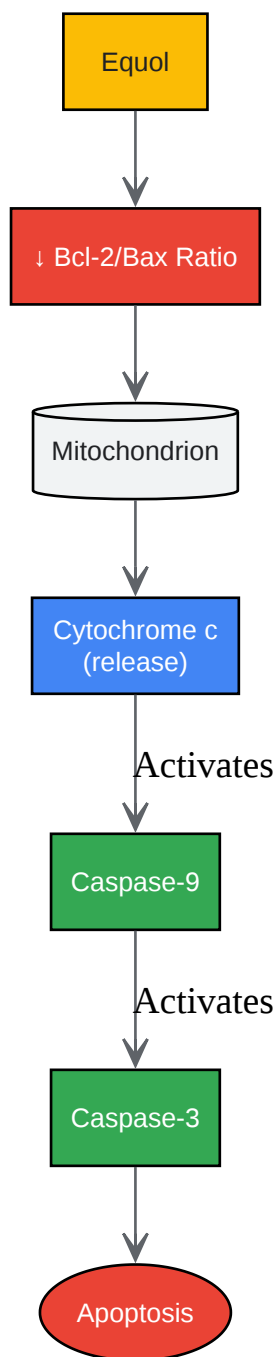 Equol
↓ Bcl-2/Bax Ratio
Mitochondrion
Cytochrome c
(release)
Activates
Caspase-9
Activates
Caspase-3
Apoptosis